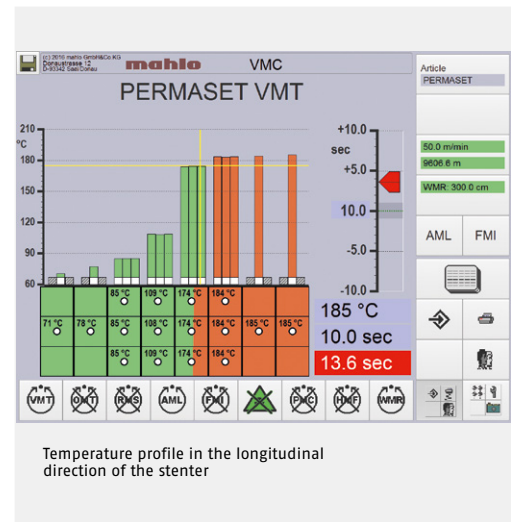 (c) 2010 mahlo GmbH&Co KG
Donaustrasse 12
D-93342 Saal/Donau
mahlo
VMC
PERMASET VMT
Article
PERMASET
210
°C
180
150
120
90
60
+10.0
sec
+5.0
10.0
-5.0
-10.0
50.0 m/min
9606.6 m
WMR: 300.0 cm
AML FMI
85 °C 109 °C 174 °C 184 °C
71 °C 78 °C 85 °C 108 °C 174 °C 184 °C 185 °C 185 °C
85 °C 109 °C 174 °C 184 °C
185 °C
10.0 sec
13.6 sec
VMT OMT RMS AML FMI PMC HMF WMR
Temperature profile in the longitudinal
direction of the stenter